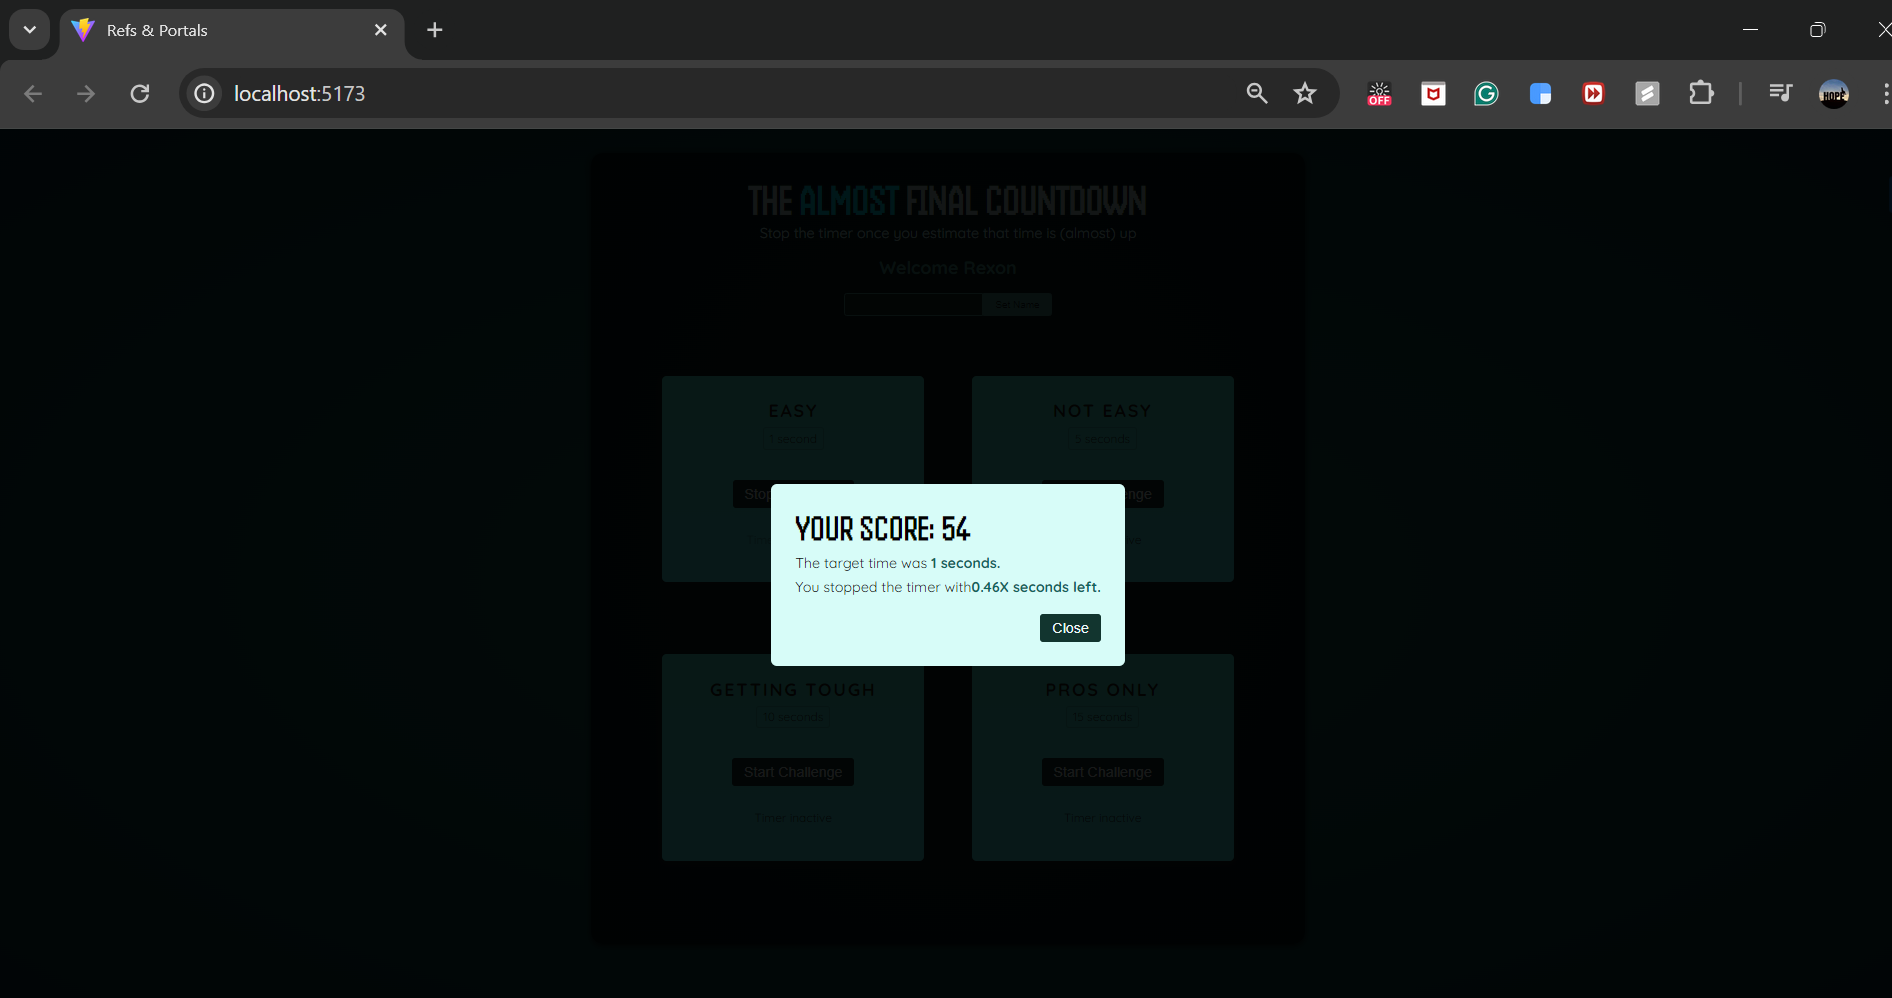 Refs & Portals
localhost:5173
OFF
HOPE
THE ALMOST FINAL COUNTDOWN
Stop the timer once you estimate that time is (almost) up
Welcome Rexon
Set Name
EASY
NOT EASY
1 second
5 seconds
Stop
nge
YOUR SCORE: 54
The target time was 1 seconds.
You stopped the timer with0.46X seconds left.
Close
GETTING TOUGH
PROS ONLY
10 seconds
15 seconds
Start Challenge
Start Challenge
Timer inactive
Timer inactive